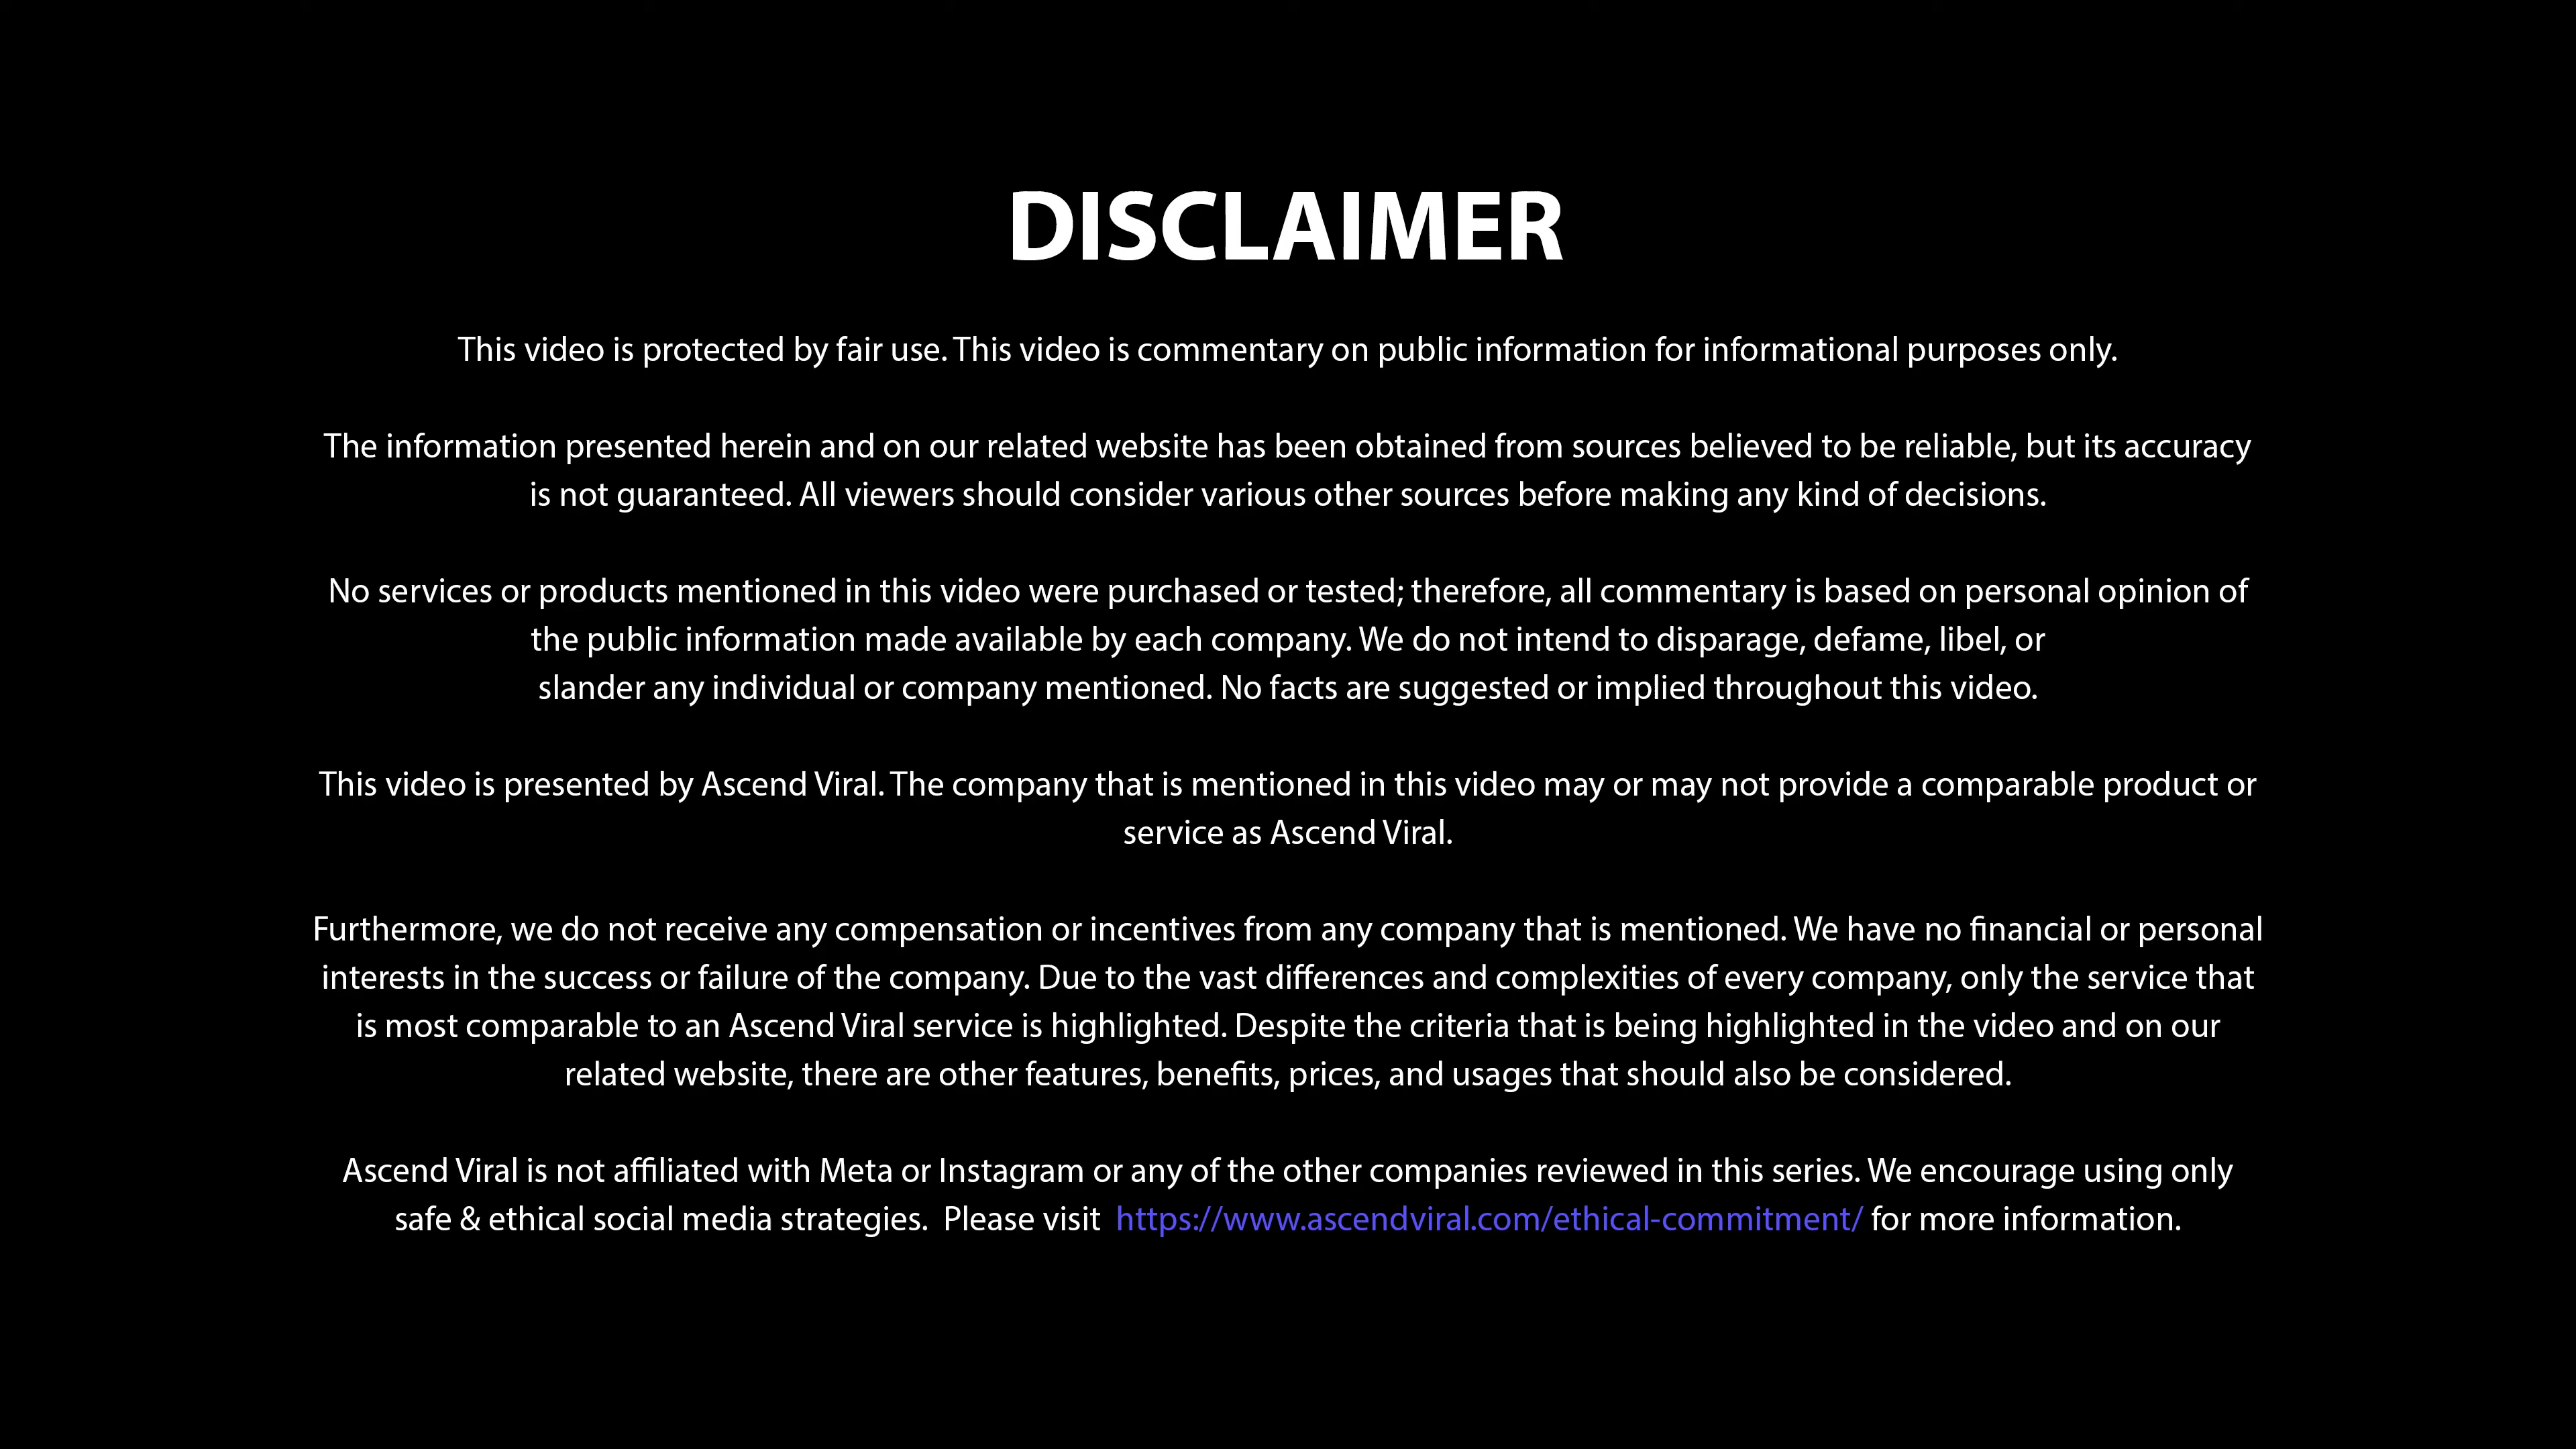 DISCLAIMER
This video is protected by fair use. This video is commentary on public information for informational purposes only.
The information presented herein and on our related website has been obtained from sources believed to be reliable, but its accuracy
is not guaranteed. All viewers should consider various other sources before making any kind of decisions.
No services or products mentioned in this video were purchased or tested; therefore, all commentary is based on personal opinion of
the public information made available by each company. We do not intend to disparage, defame, libel, or
slander any individual or company mentioned. No facts are suggested or implied throughout this video.
This video is presented by Ascend Viral. The company that is mentioned in this video may or may not provide a comparable product or
service as Ascend Viral.
Furthermore, we do not receive any compensation or incentives from any company that is mentioned. We have no financial or personal
interests in the success or failure of the company. Due to the vast differences and complexities of every company, only the service that
is most comparable to an Ascend Viral service is highlighted. Despite the criteria that is being highlighted in the video and on our
related website, there are other features, benefits, prices, and usages that should also be considered.
Ascend Viral is not affiliated with Meta or Instagram or any of the other companies reviewed in this series. We encourage using only
safe & ethical social media strategies.  Please visit  https://www.ascendviral.com/ethical-commitment/ for more information.